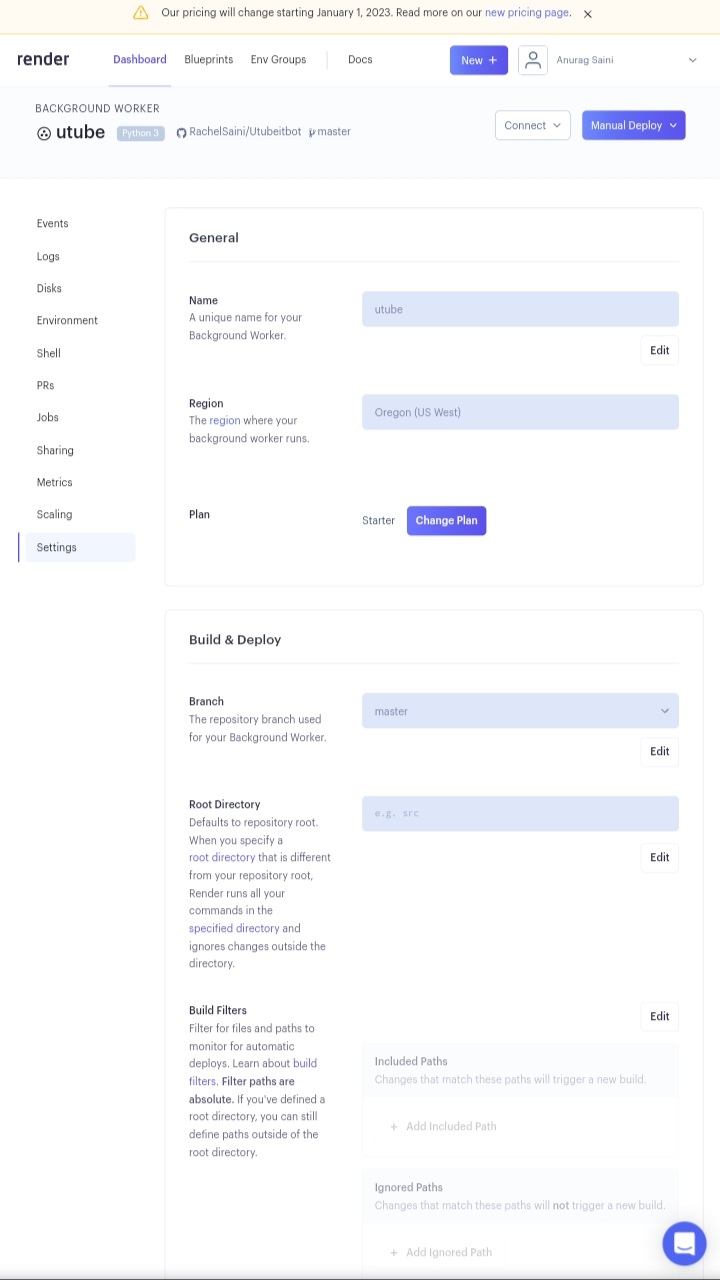 Our pricing will change starting January 1, 2023. Read more on our new pricing page.
render
Dashboard
Blueprints
Env Groups
Docs
New +
Anurag Saini
BACKGROUND WORKER
utube
Python 3
RachelSaini/Utubeitbot
master
Connect
Manual Deploy
Events
Logs
Disks
Environment
Shell
PRs
Jobs
Sharing
Metrics
Scaling
Settings
General
Name
A unique name for your
Background Worker.
utube
Edit
Region
The region where your
background worker runs.
Oregon (US West)
Plan
Starter
Change Plan
Build & Deploy
Branch
The repository branch used
for your Background Worker.
master
Edit
Root Directory
Defaults to repository root.
When you specify a
root directory that is different
from your repository root,
Render runs all your
commands in the
specified directory and
ignores changes outside the
directory.
e.g. src
Edit
Build Filters
Filter for files and paths to
monitor for automatic
deploys. Learn about build
filters. Filter paths are
absolute. If you've defined a
root directory, you can still
define paths outside of the
root directory.
Edit
Included Paths
Changes that match these paths will trigger a new build.
+ Add Included Path
Ignored Paths
Changes that match these paths will not trigger a new build.
+ Add Ignored Path